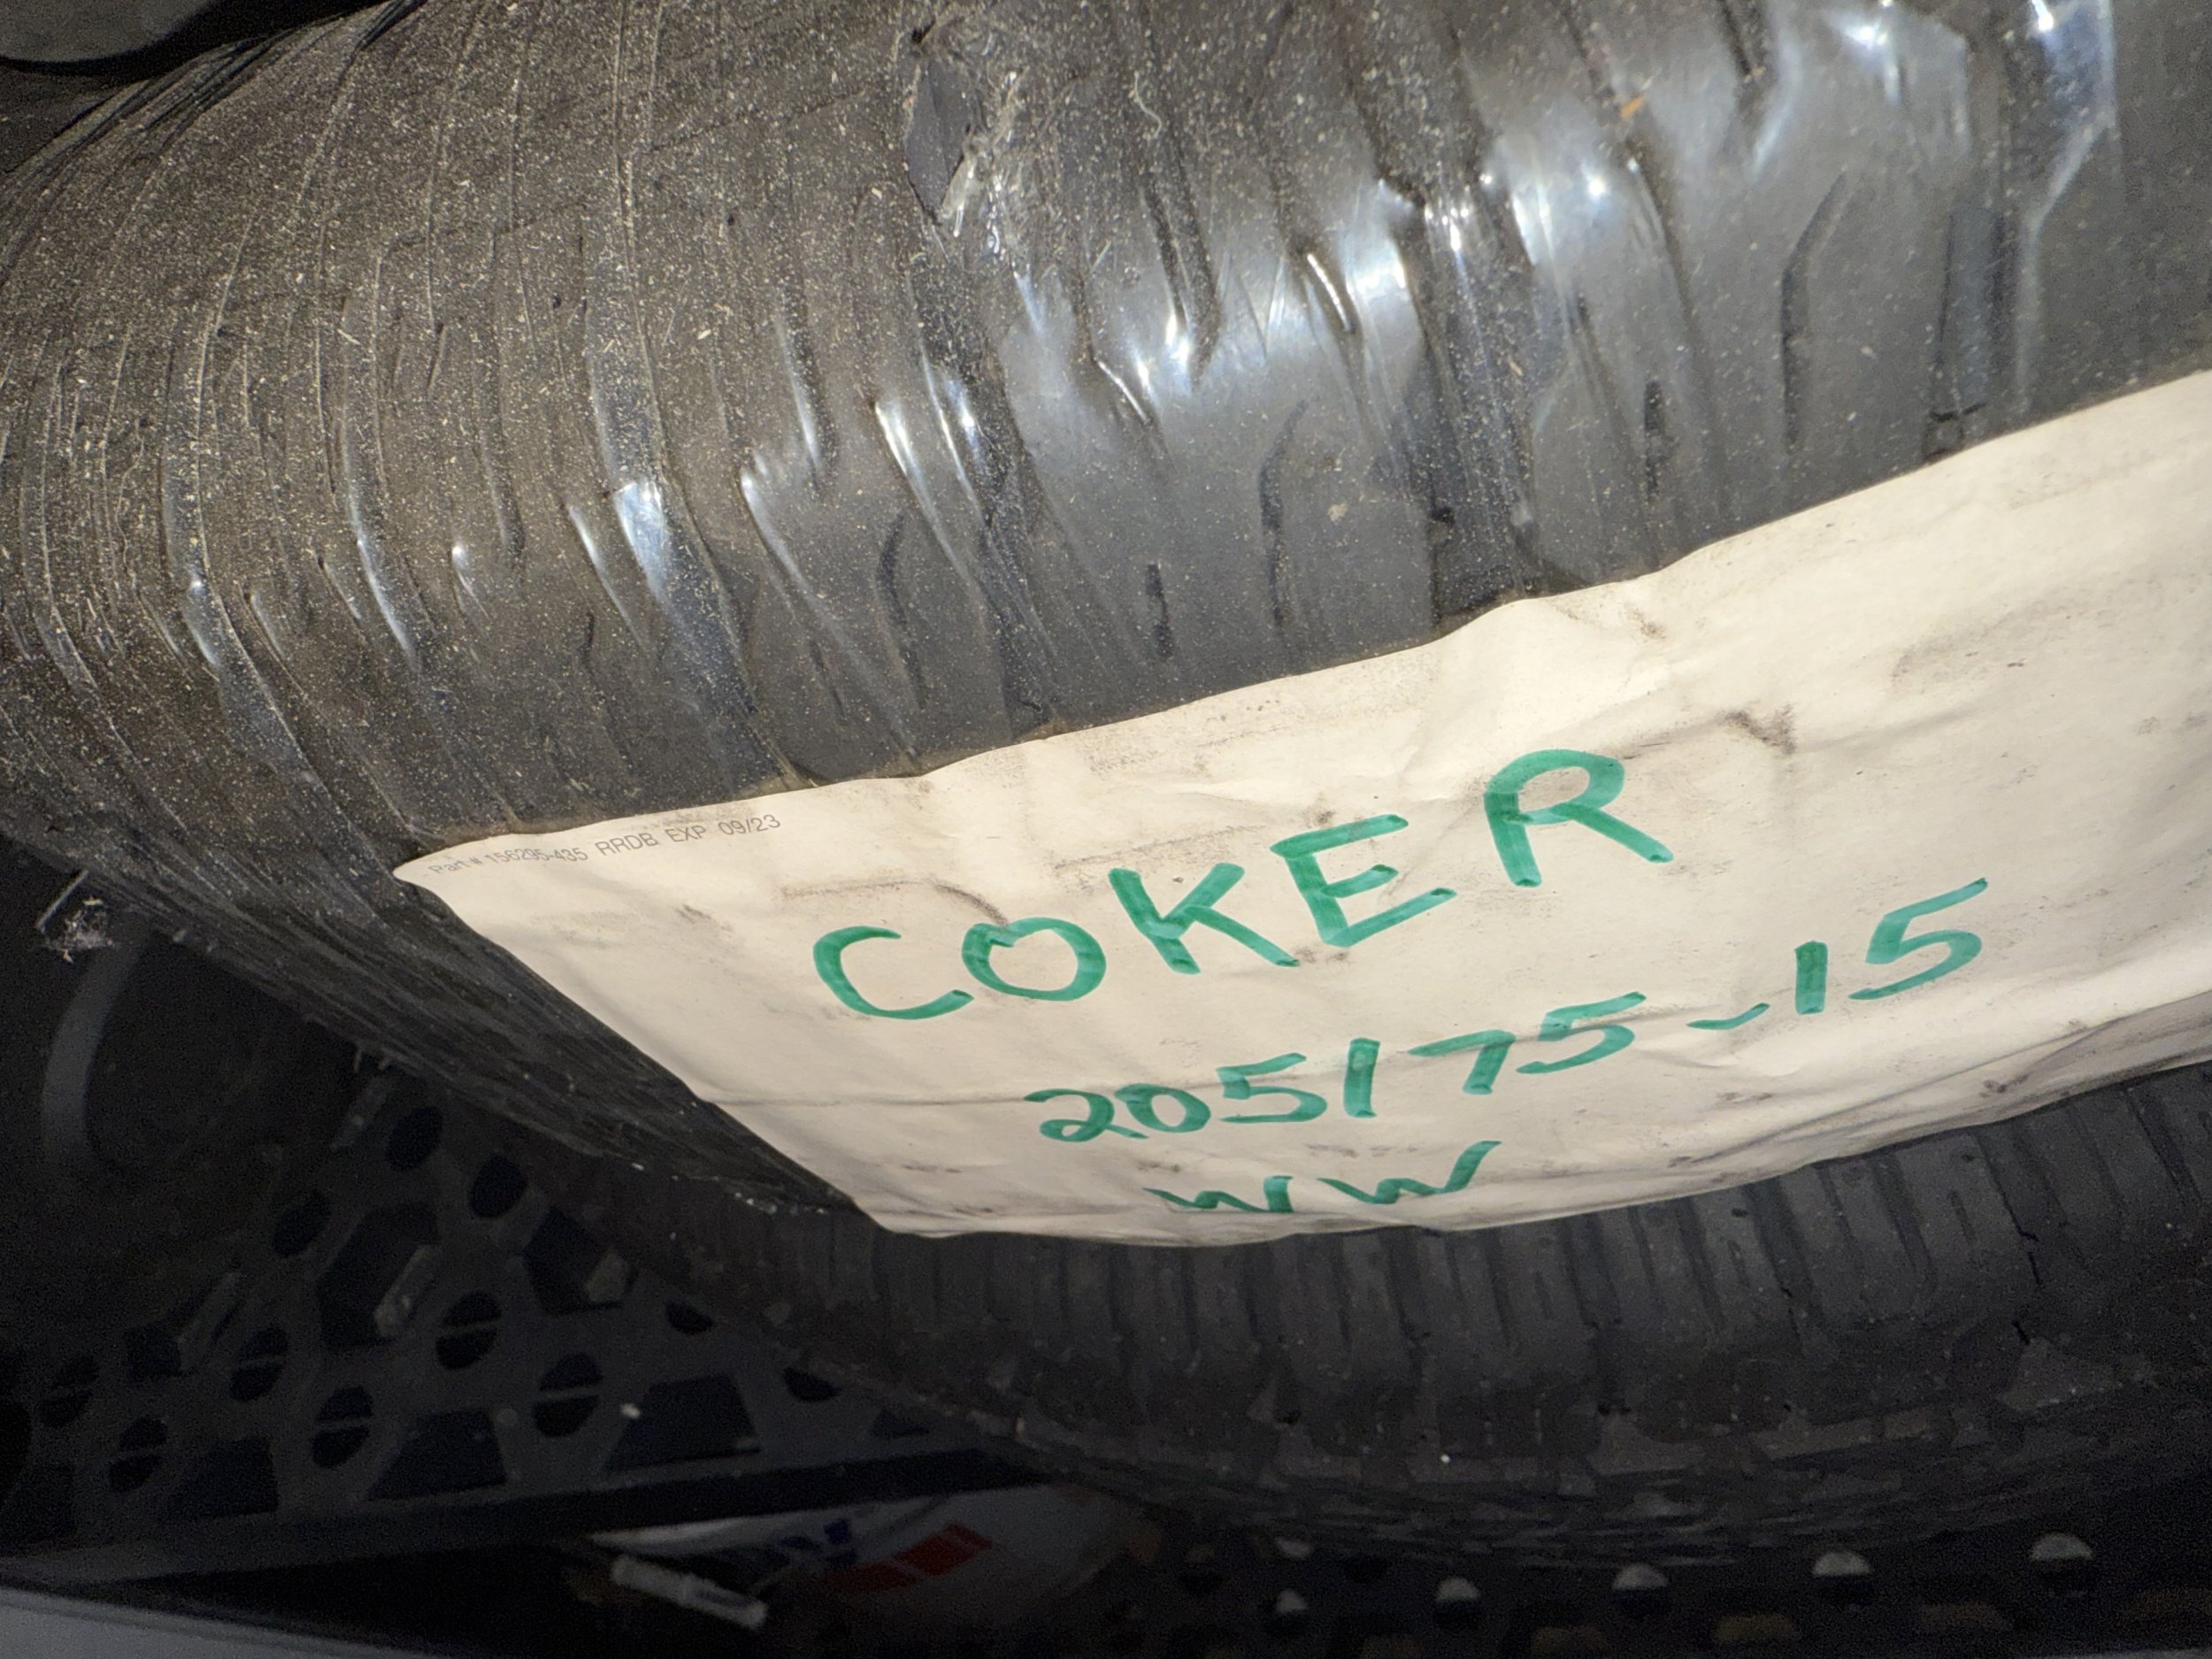 Part # 156295-435 RRDB EXP 09/23
COKER
205/75-15
WW